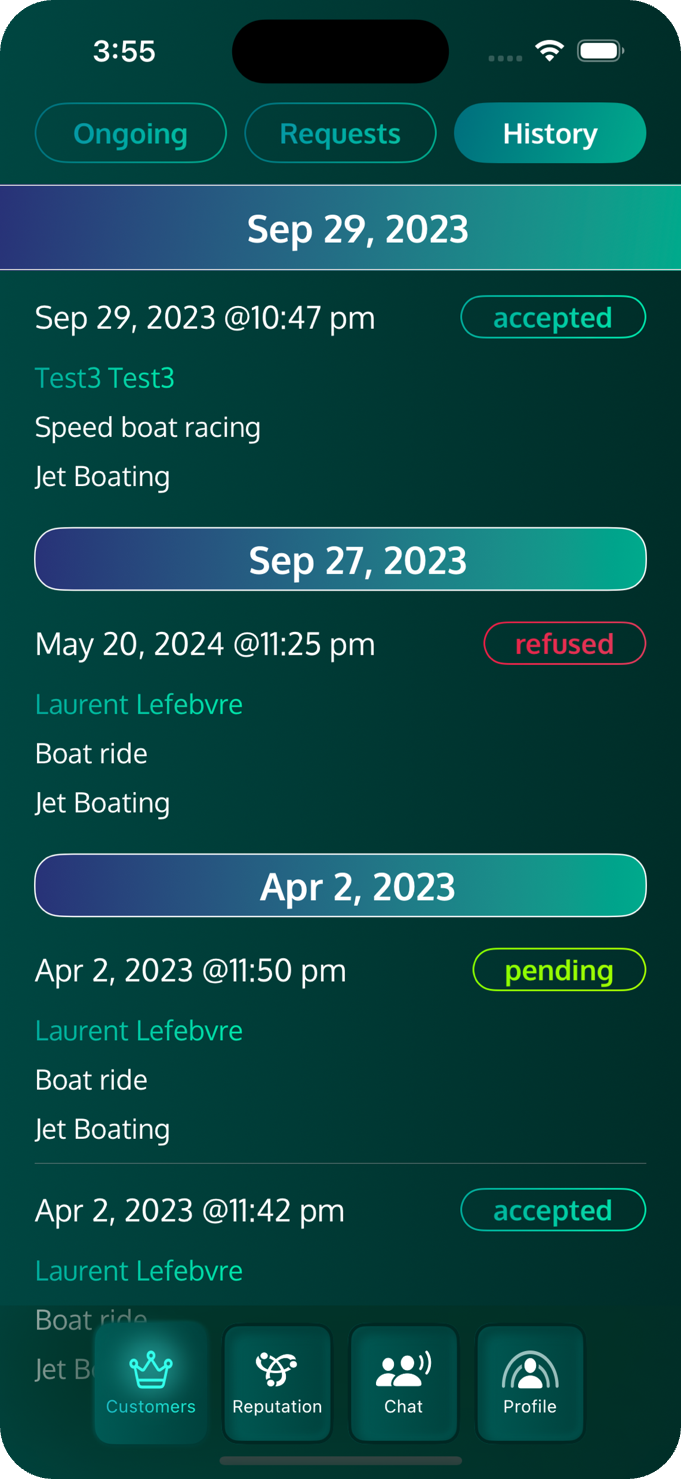 3:55
Ongoing Requests History
Sep 29, 2023
Sep 29, 2023 @10:47 pm accepted
Test3 Test3
Speed boat racing
Jet Boating
Sep 27, 2023
May 20, 2024 @11:25 pm refused
Laurent Lefebvre
Boat ride
Jet Boating
Apr 2, 2023
Apr 2, 2023 @11:50 pm pending
Laurent Lefebvre
Boat ride
Jet Boating
Apr 2, 2023 @11:42 pm accepted
Laurent Lefebvre
Boat ride
Jet
Customers Reputation Chat Profile